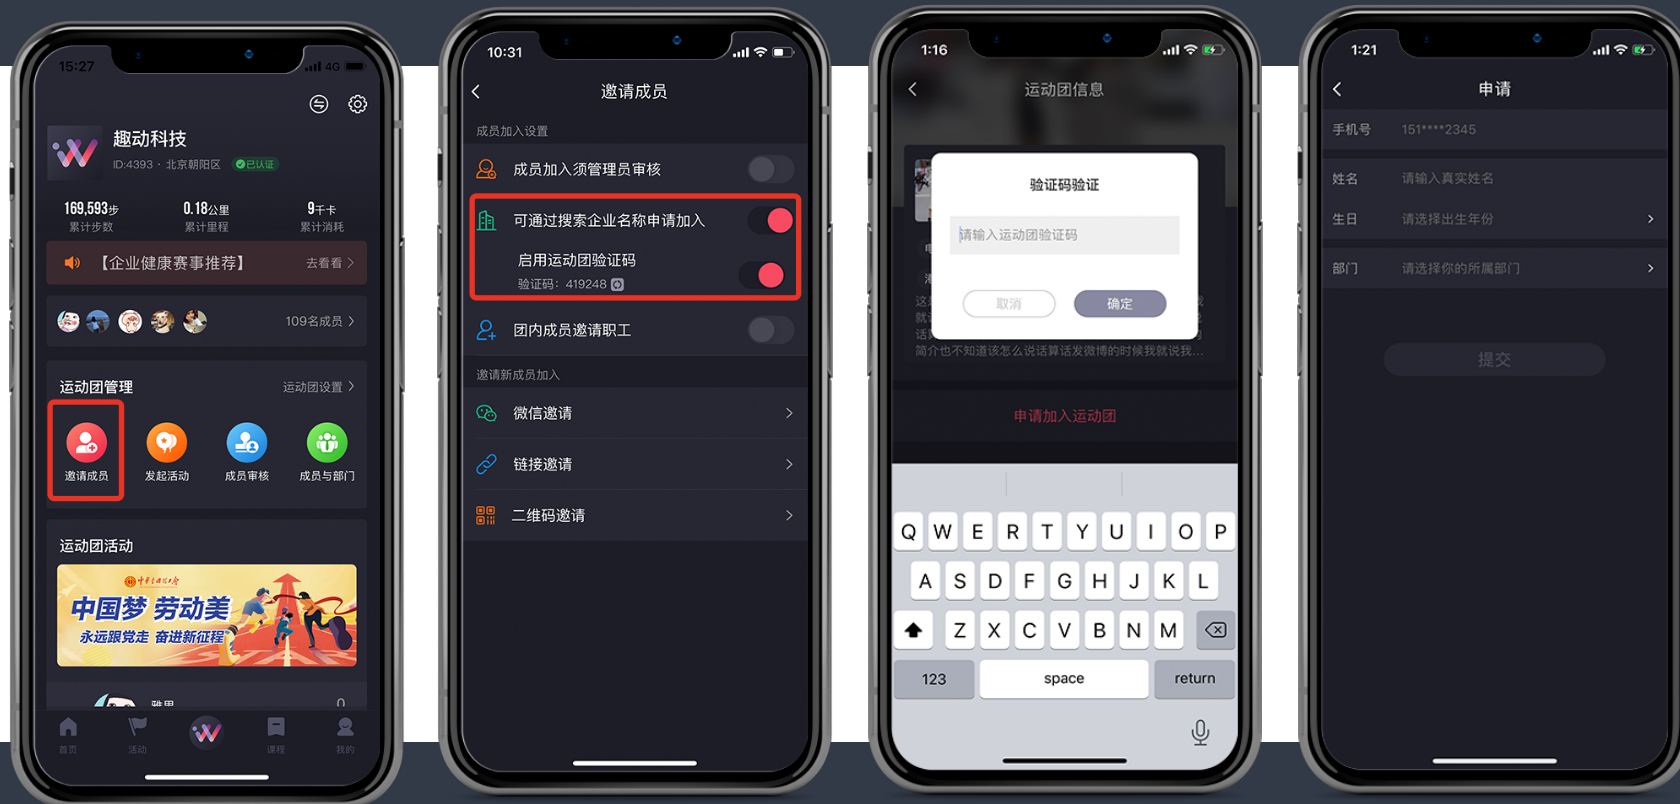 15:27
4G
趣动科技
ID:4393 · 北京朝阳区
已认证
169,593步
0.18公里
9千卡
累计步数
累计里程
累计消耗
【企业健康赛事推荐】
去看看
109名成员
运动团管理
运动团设置
邀请成员
发起活动
成员审核
成员与部门
运动团活动
中国梦 劳动美
永远跟党走 奋进新征程
0
首页
活动
课程
我的
10:31
邀请成员
成员加入设置
成员加入须管理员审核
可通过搜索企业名称申请加入
启用运动团验证码
验证码：419248
团内成员邀请职工
邀请新成员加入
微信邀请
链接邀请
二维码邀请
1:16
运动团信息
验证码验证
请输入运动团验证码
取消
确定
简介也不知道该怎么说话算话发微博的时候我就说我...
申请加入运动团
Q W E R T Y U I O P
A S D F G H J K L
Z X C V B N M
123
space
return
1:21
申请
手机号
151****2345
姓名
请输入真实姓名
生日
请选择出生年份
部门
请选择你的所属部门
提交